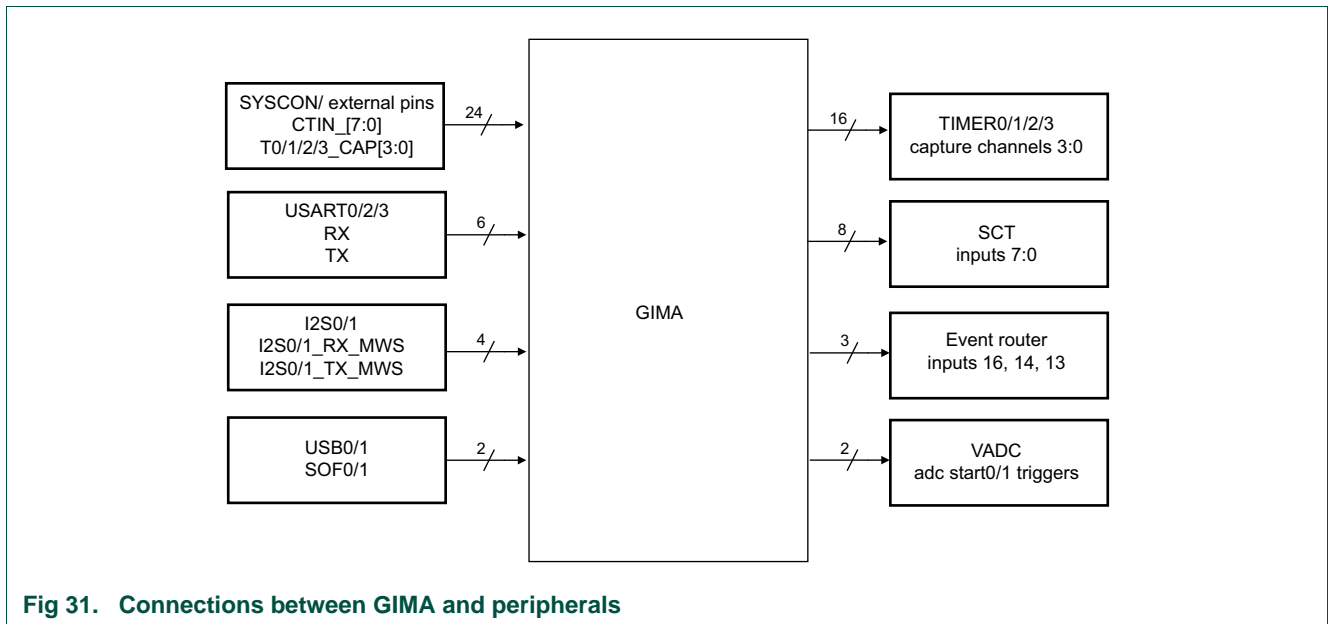 SYSCON/ external pins
CTIN_[7:0]
T0/1/2/3_CAP[3:0]
24
USART0/2/3
RX
TX
6
I2S0/1
I2S0/1_RX_MWS
I2S0/1_TX_MWS
4
USB0/1
SOF0/1
2
GIMA
16
TIMER0/1/2/3
capture channels 3:0
8
SCT
inputs 7:0
3
Event router
inputs 16, 14, 13
2
VADC
adc start0/1 triggers
Fig 31. Connections between GIMA and peripherals